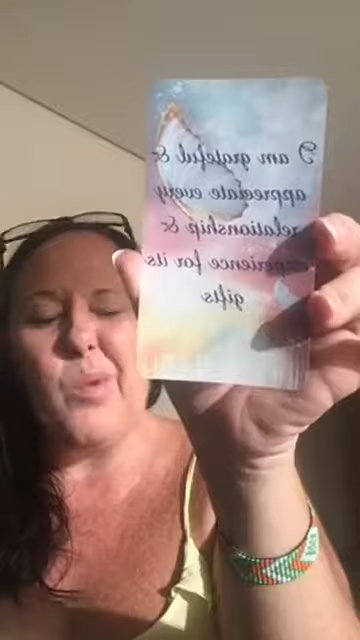 I am grateful &
appreciate every
relationship &
experience for its
gifts